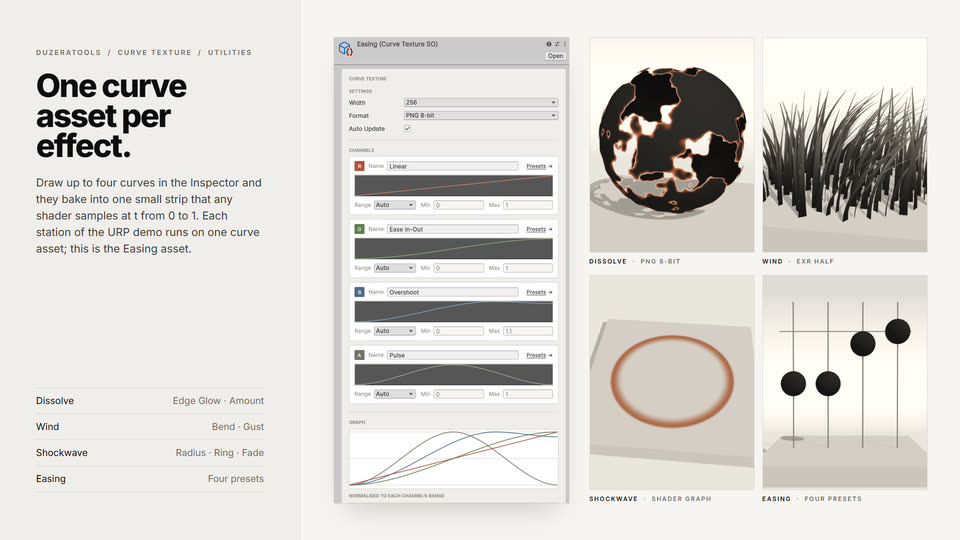 DUZERATOOLS / CURVE TEXTURE / UTILITIES
One curve
asset per
effect.
Draw up to four curves in the Inspector and
they bake into one small strip that any
shader samples at t from 0 to 1. Each
station of the URP demo runs on one curve
asset; this is the Easing asset.
Dissolve Edge Glow · Amount
Wind Bend · Gust
Shockwave Radius · Ring · Fade
Easing Four presets
Easing (Curve Texture SO)
Open
CURVE TEXTURE
SETTINGS
Width 256
Format PNG 8-bit
Auto Update
CHANNELS
R Name Linear Presets →
Range Auto Min 0 Max 1
G Name Ease In-Out Presets →
Range Auto Min 0 Max 1
B Name Overshoot Presets →
Range Auto Min 0 Max 1.1
A Name Pulse Presets →
Range Auto Min 0 Max 1
GRAPH
NORMALISED TO EACH CHANNEL'S RANGE
DISSOLVE · PNG 8-BIT
WIND · EXR HALF
SHOCKWAVE · SHADER GRAPH
EASING · FOUR PRESETS